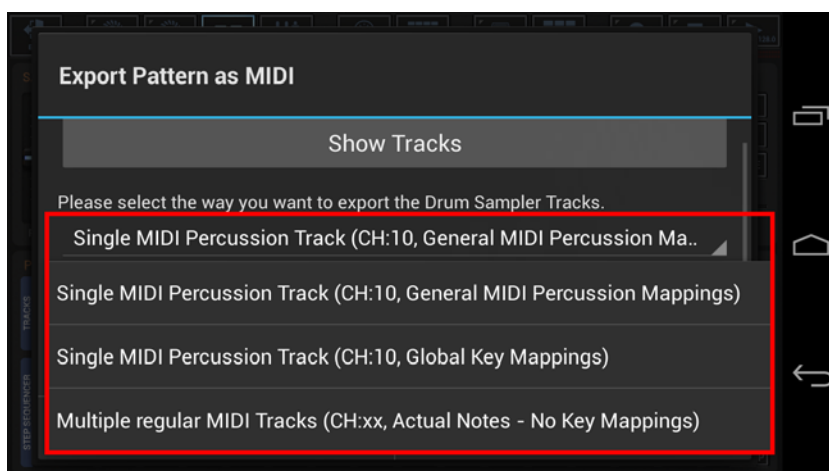 Export Pattern as MIDI
Show Tracks
Please select the way you want to export the Drum Sampler Tracks.
Single MIDI Percussion Track (CH:10, General MIDI Percussion Ma..
Single MIDI Percussion Track (CH:10, General MIDI Percussion Mappings)
Single MIDI Percussion Track (CH:10, Global Key Mappings)
Multiple regular MIDI Tracks (CH:xx, Actual Notes - No Key Mappings)
TRACKS
STEP SEQUENCER